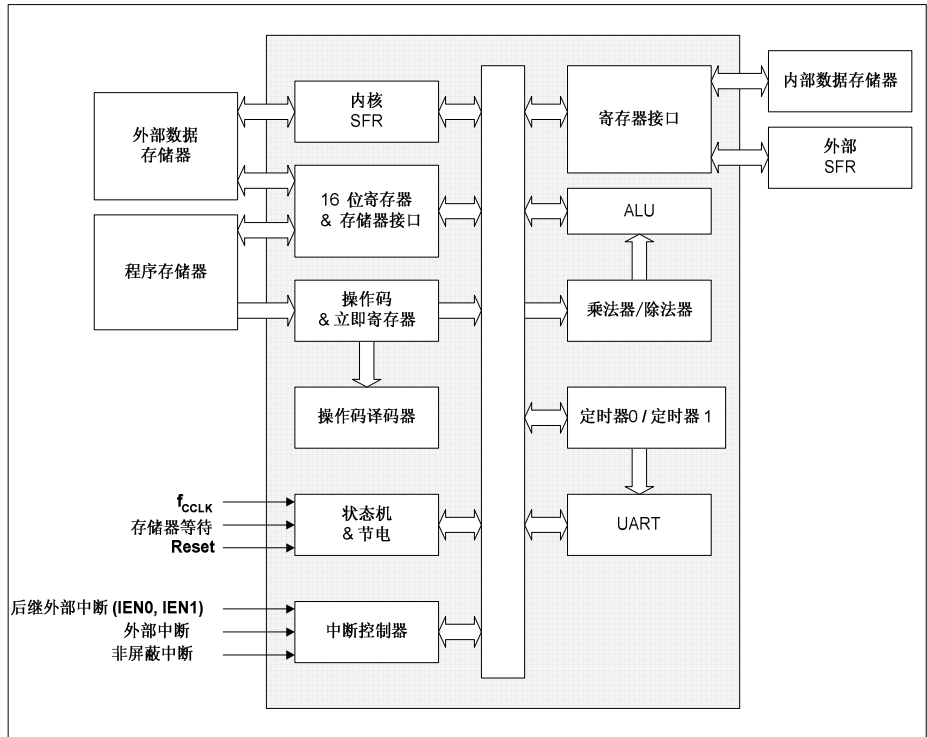 外部数据
存储器
程序存储器
内核
SFR
16 位寄存器
& 存储器接口
操作码
& 立即寄存器
操作码译码器
状态机
& 节电
中断控制器
fCCLK
存储器等待
Reset
后继外部中断 (IEN0, IEN1)
外部中断
非屏蔽中断
寄存器接口
ALU
乘法器/除法器
定时器0 / 定时器 1
UART
内部数据存储器
外部
SFR